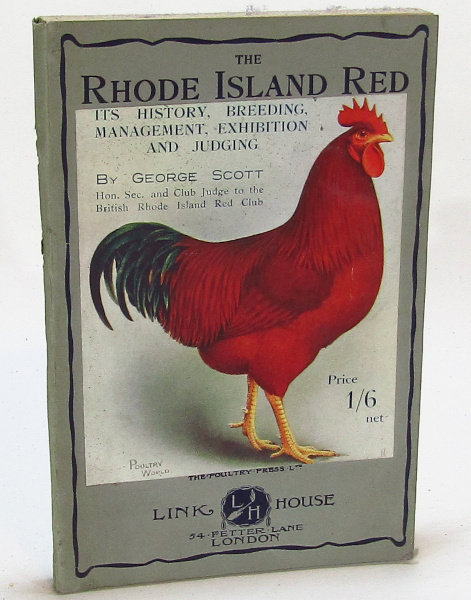 THE
RHODE ISLAND RED
ITS HISTORY, BREEDING,
MANAGEMENT, EXHIBITION
AND JUDGING
BY GEORGE SCOTT
Hon. Sec. and Club Judge to the
British Rhode Island Red Club
Price
1/6
net
POULTRY
WORLD.
THE POULTRY PRESS LTD
LINK LH HOUSE
54 FETTER LANE
LONDON